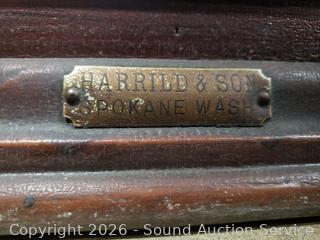 HARRILD & SON
SPOKANE WASH
Copyright 2026 - Sound Auction Service